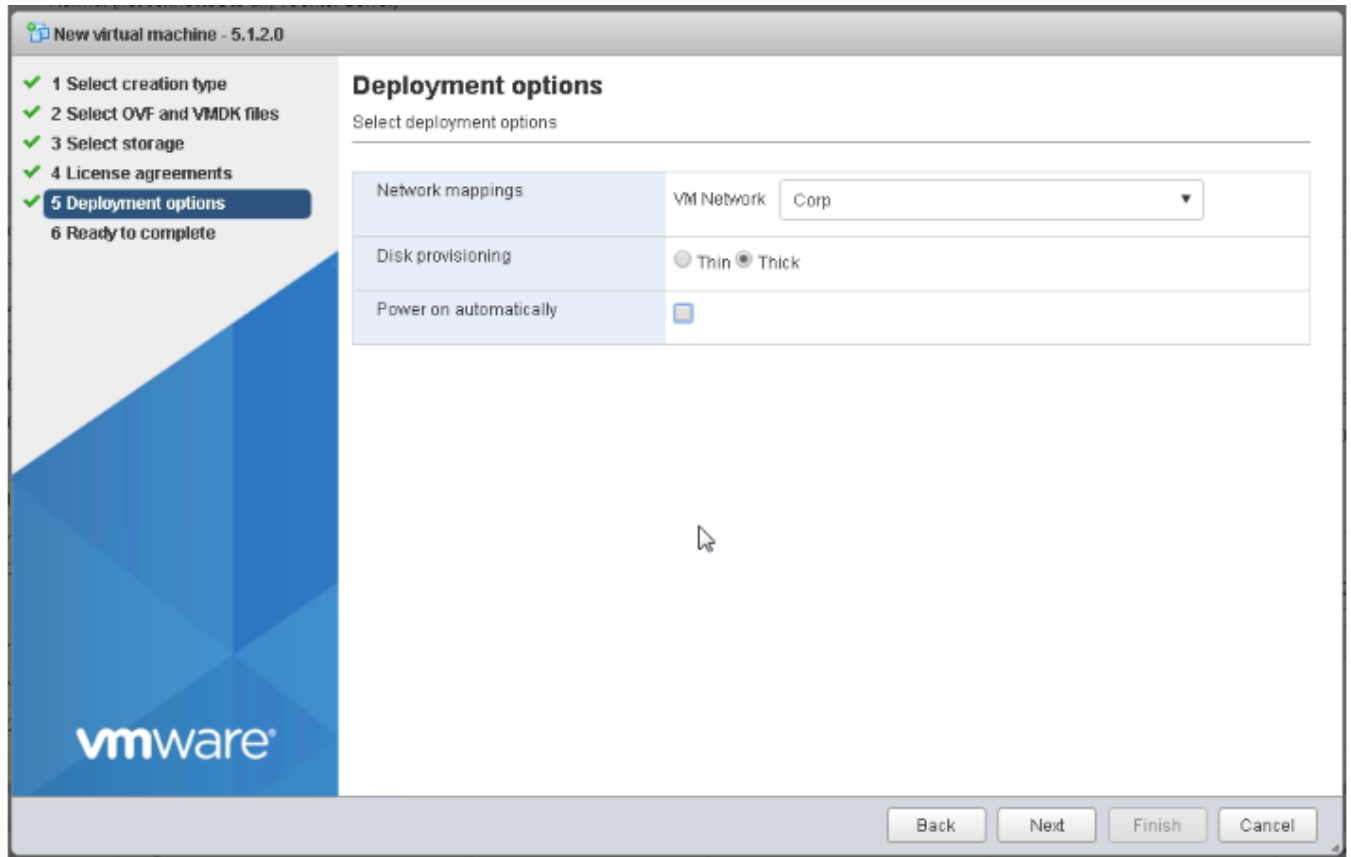 New virtual machine - 5.1.2.0
1 Select creation type
2 Select OVF and VMDK files
3 Select storage
4 License agreements
5 Deployment options
6 Ready to complete
Deployment options
Select deployment options
Network mappings
VM Network Corp
Disk provisioning
Thin Thick
Power on automatically
vmware®
Back Next Finish Cancel